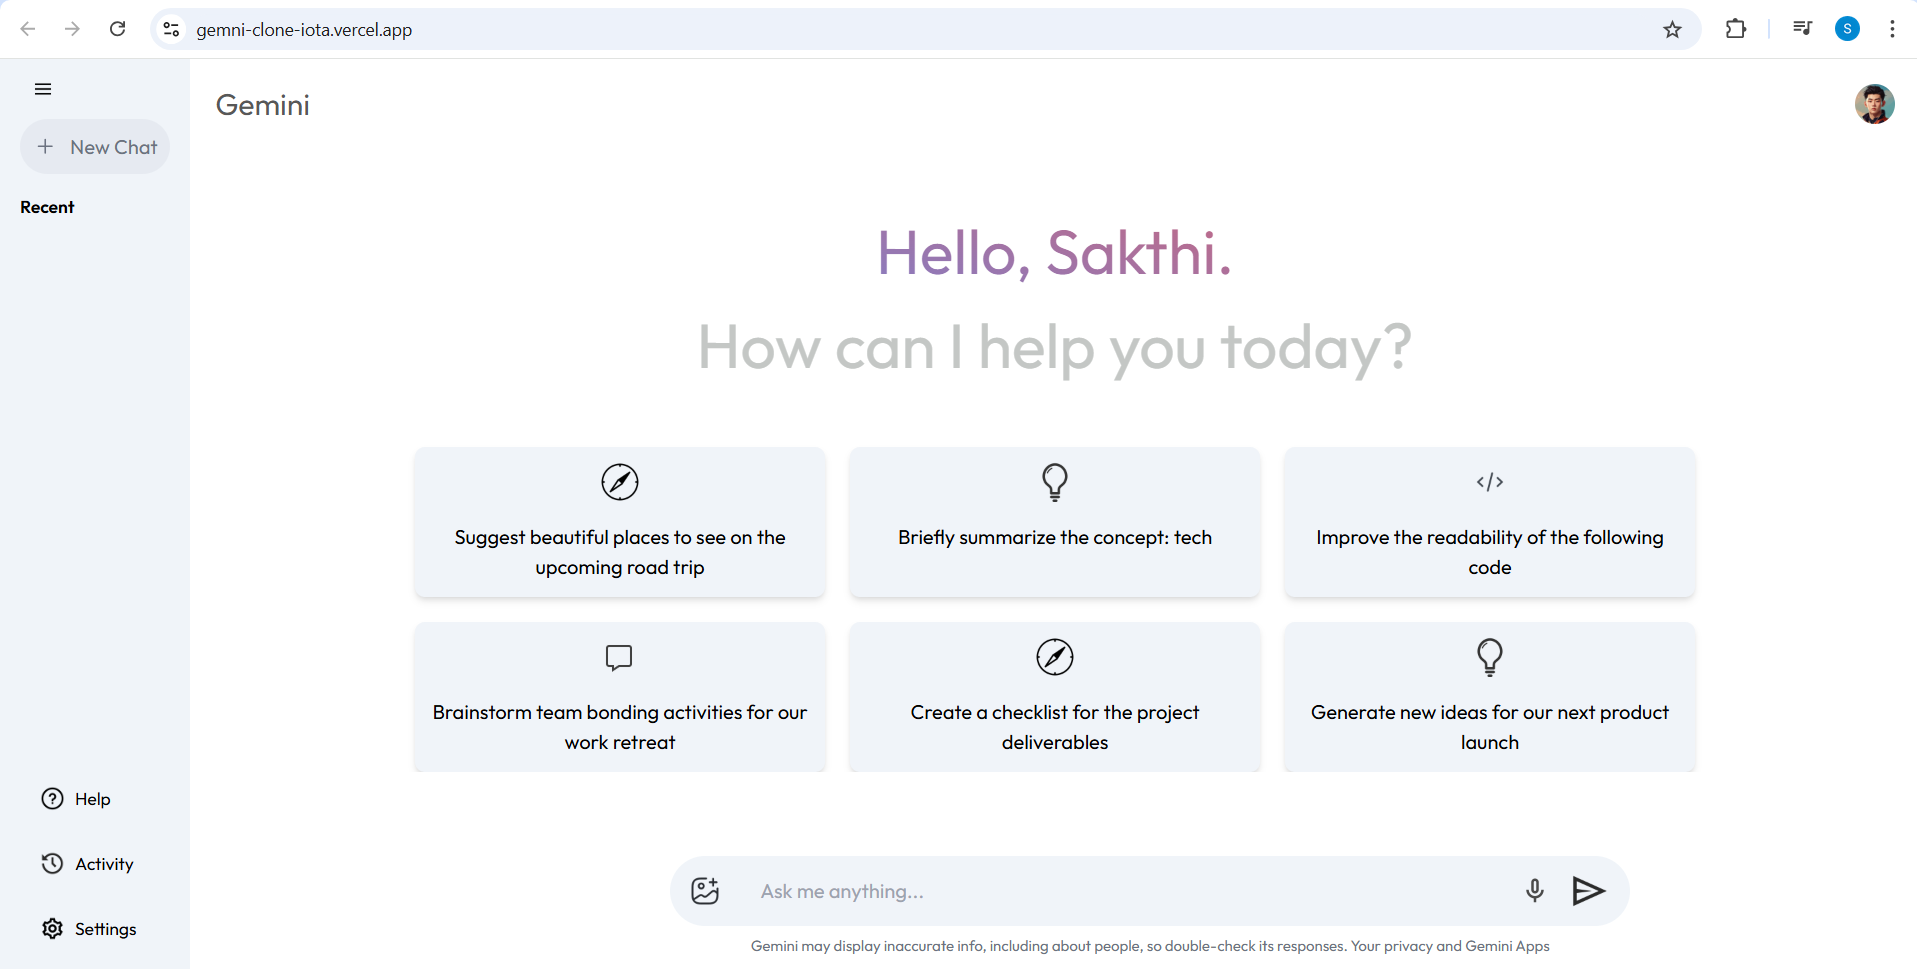 gemni-clone-iota.vercel.app
S
Gemini
New Chat
Recent
Hello, Sakthi.
How can I help you today?
Suggest beautiful places to see on the
upcoming road trip
Briefly summarize the concept: tech
Improve the readability of the following
code
Brainstorm team bonding activities for our
work retreat
Create a checklist for the project
deliverables
Generate new ideas for our next product
launch
Help
Activity
Settings
Ask me anything...
Gemini may display inaccurate info, including about people, so double-check its responses. Your privacy and Gemini Apps